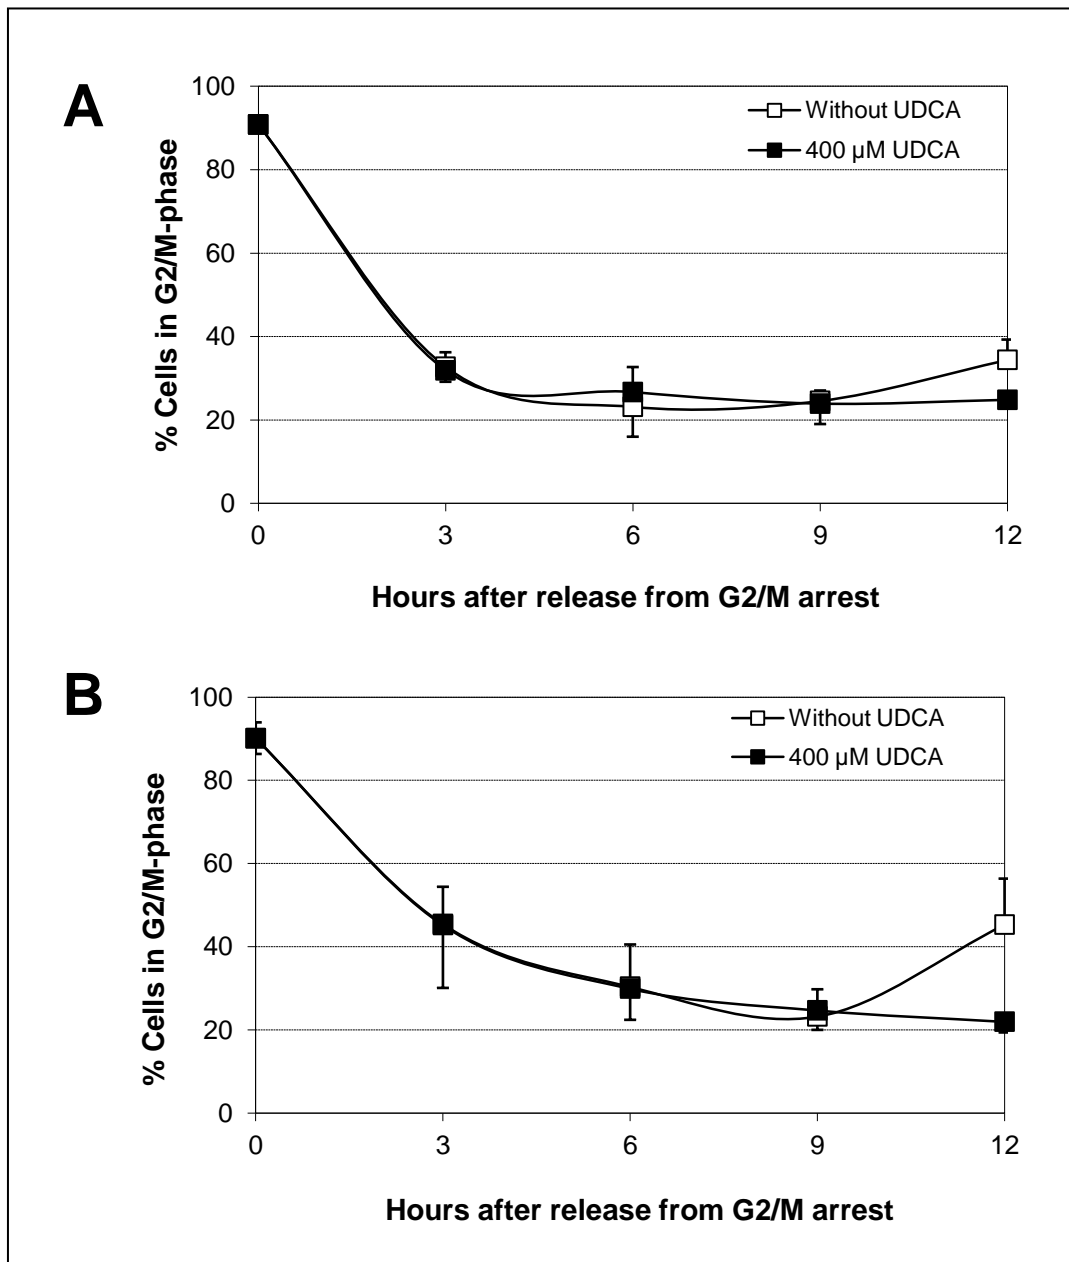 A
% Cells in G2/M-phase
100
80
60
40
20
0
Without UDCA
400 µM UDCA
0 3 6 9 12
Hours after release from G2/M arrest
B
% Cells in G2/M-phase
100
80
60
40
20
0
Without UDCA
400 µM UDCA
0 3 6 9 12
Hours after release from G2/M arrest